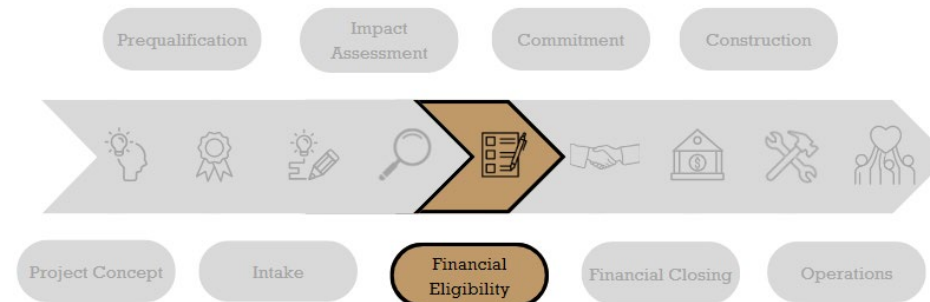 Prequalification
Impact
Assessment
Commitment
Construction
$
Project Concept
Intake
Financial
Eligibility
Financial Closing
Operations